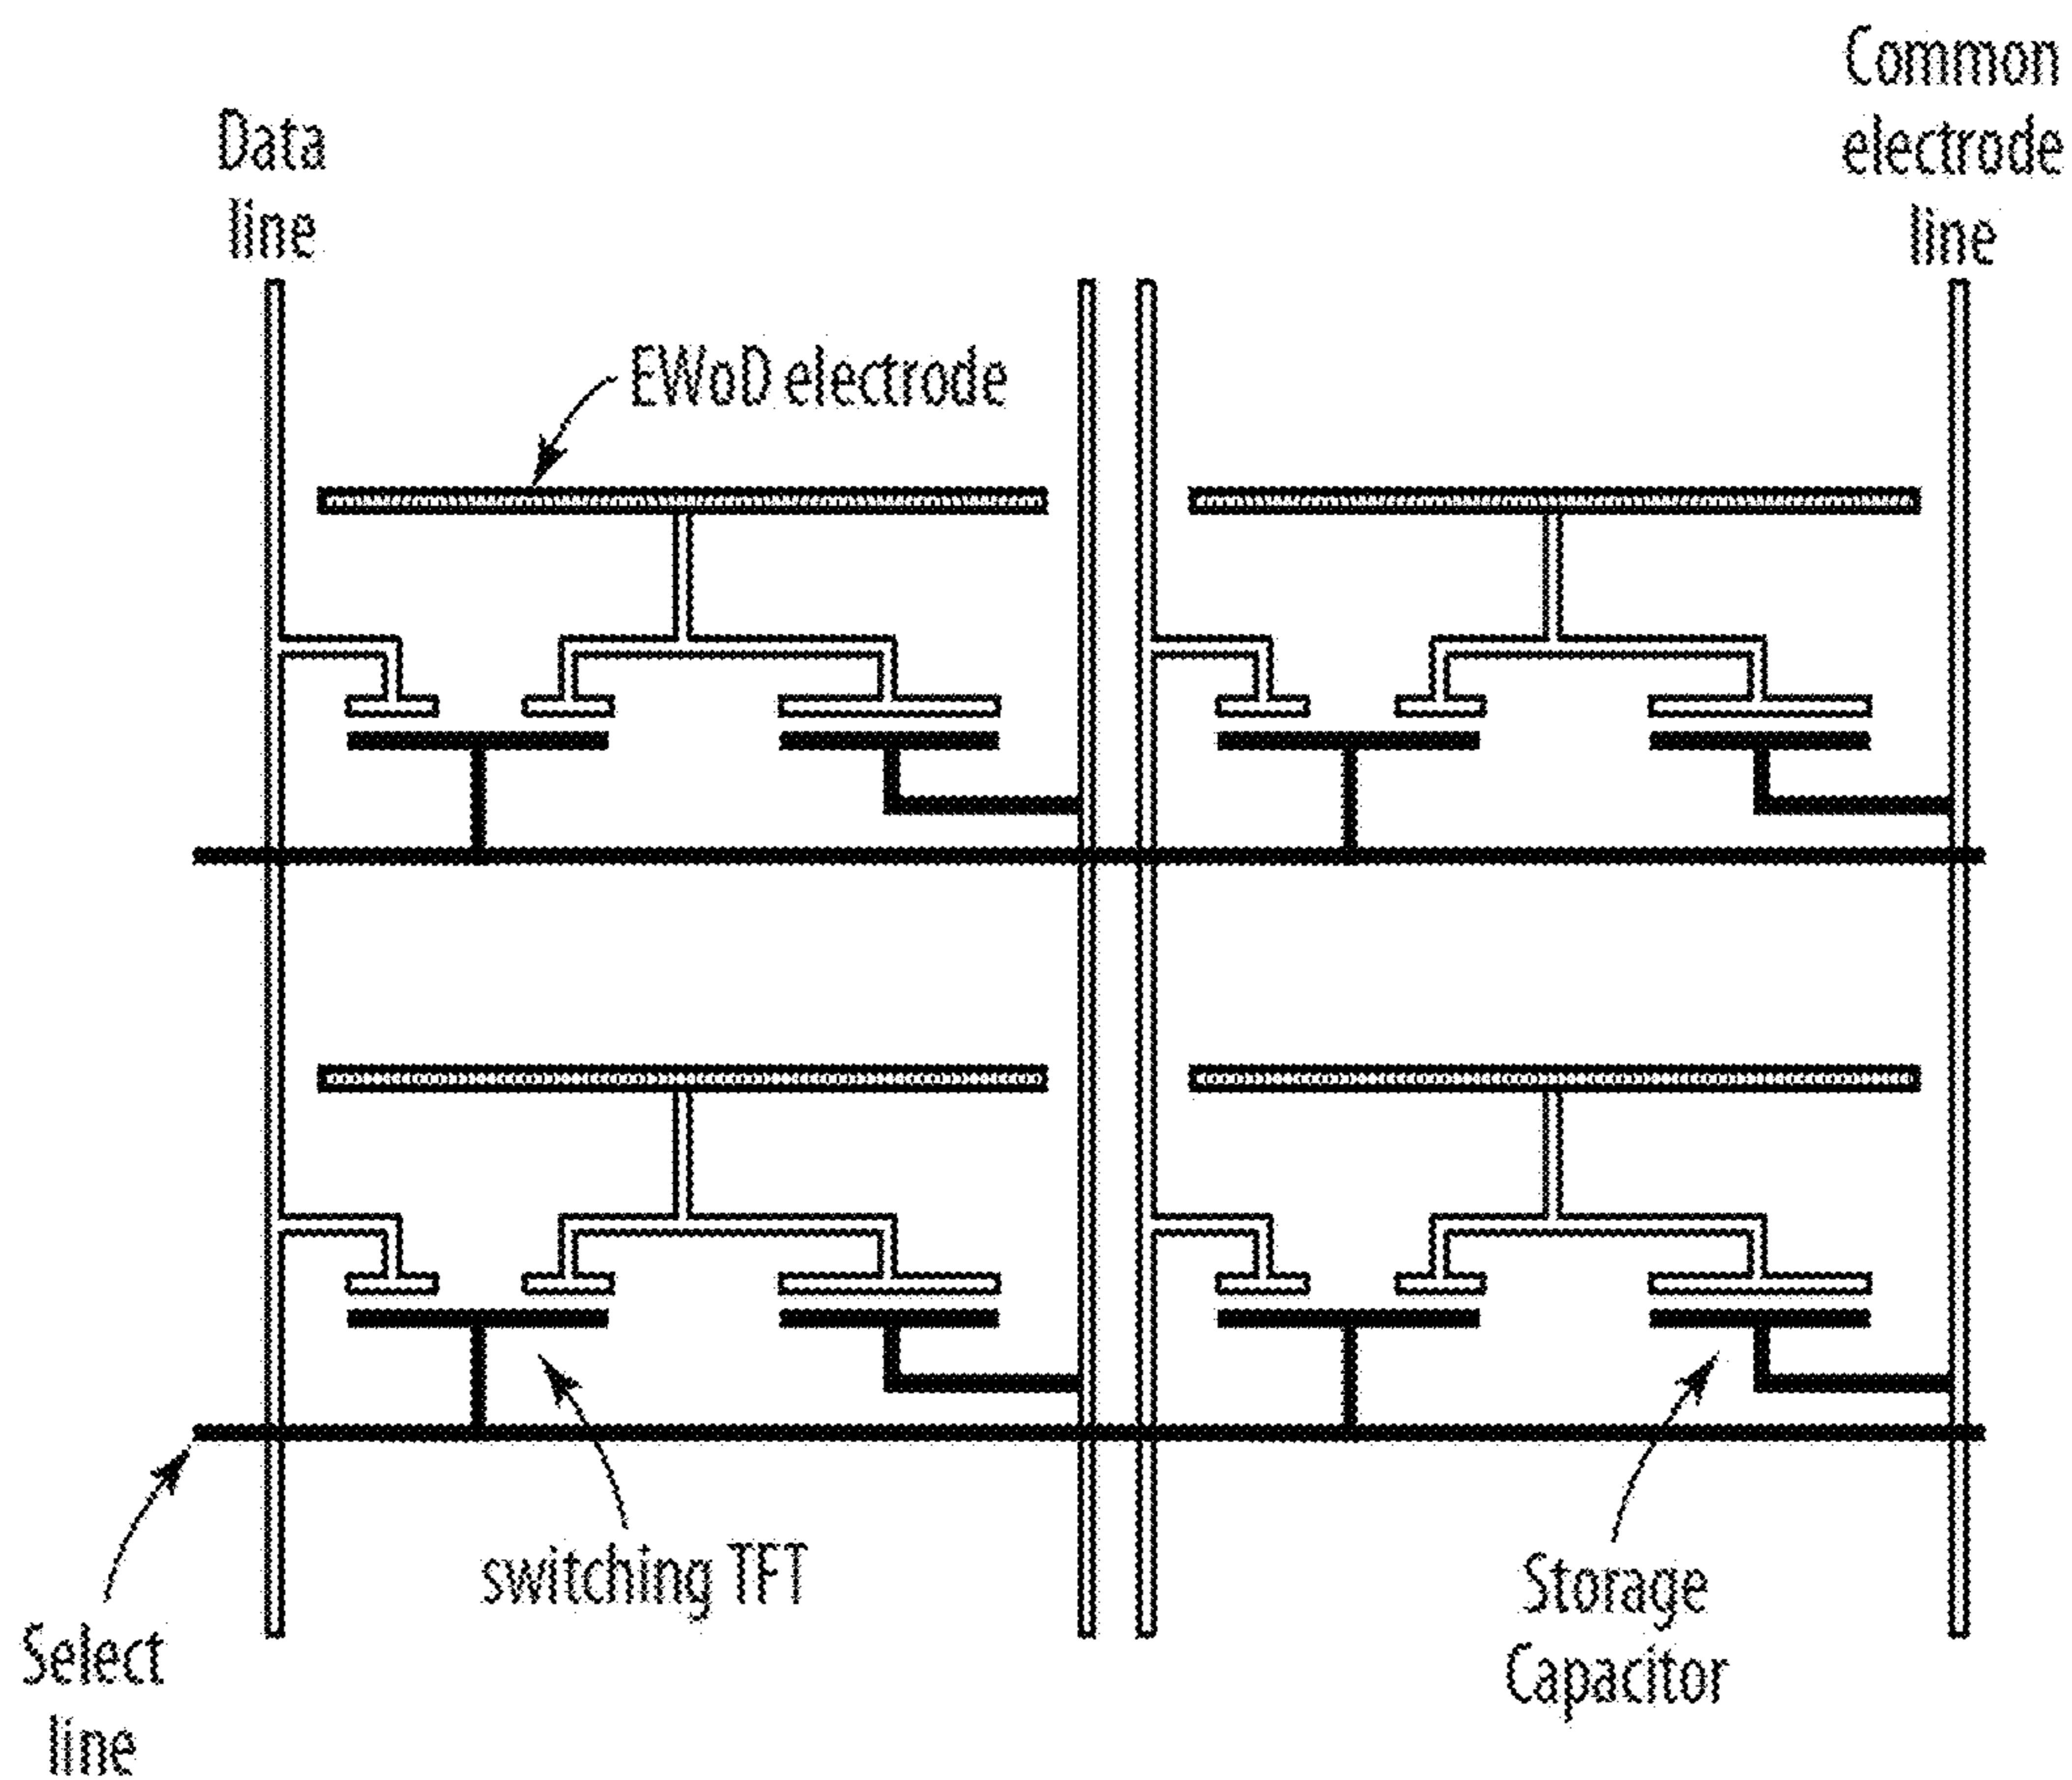 Common
electrode
line
Data
line
EWoD electrode
switching TFT
Storage
Capacitor
Select
line